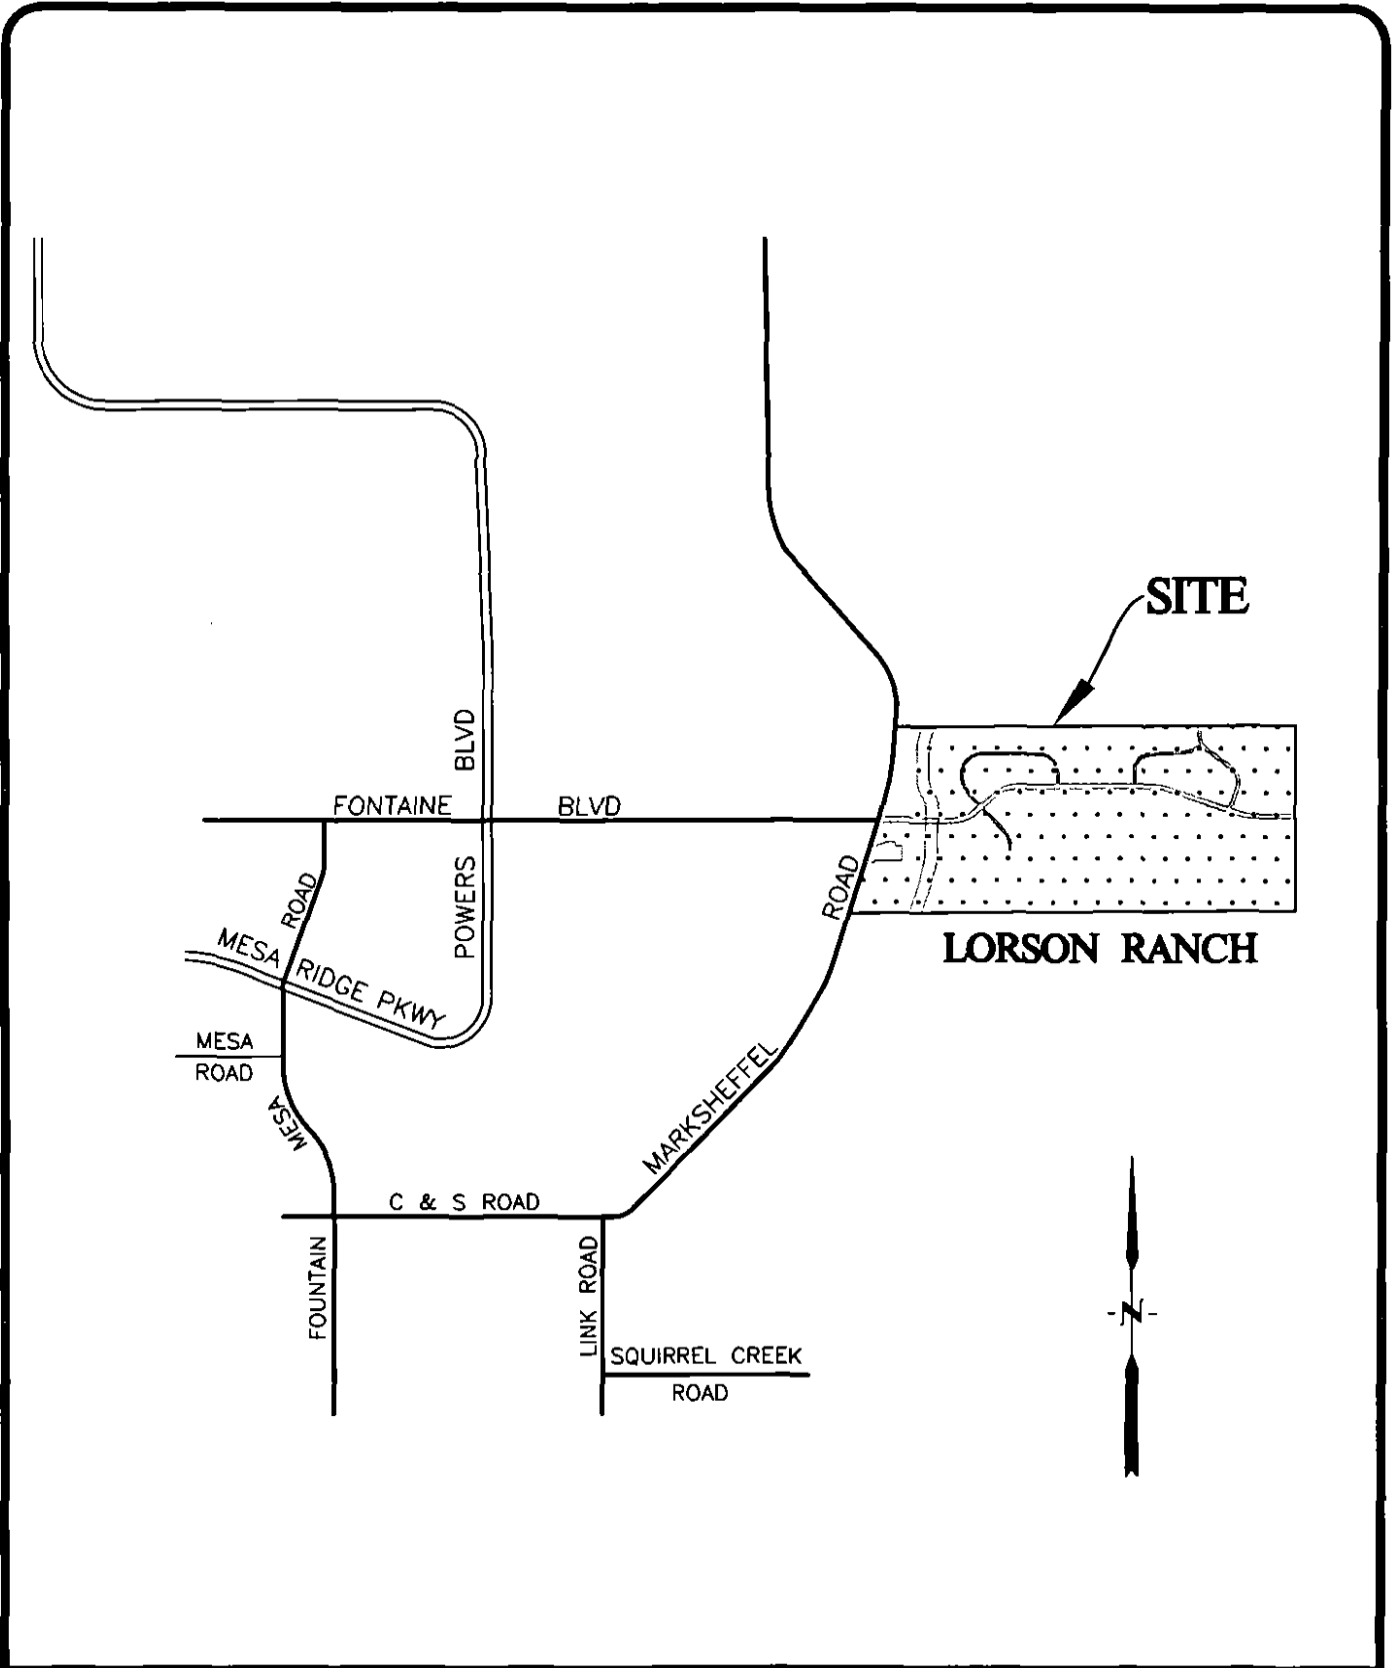 SITE
BLVD
FONTAINE BLVD
POWERS
ROAD
ROAD
LORSON RANCH
MESA RIDGE PKWY
MESA
ROAD
MESA
MARKSHEFFEL
C & S ROAD
FOUNTAIN
LINK ROAD
N
SQUIRREL CREEK
ROAD